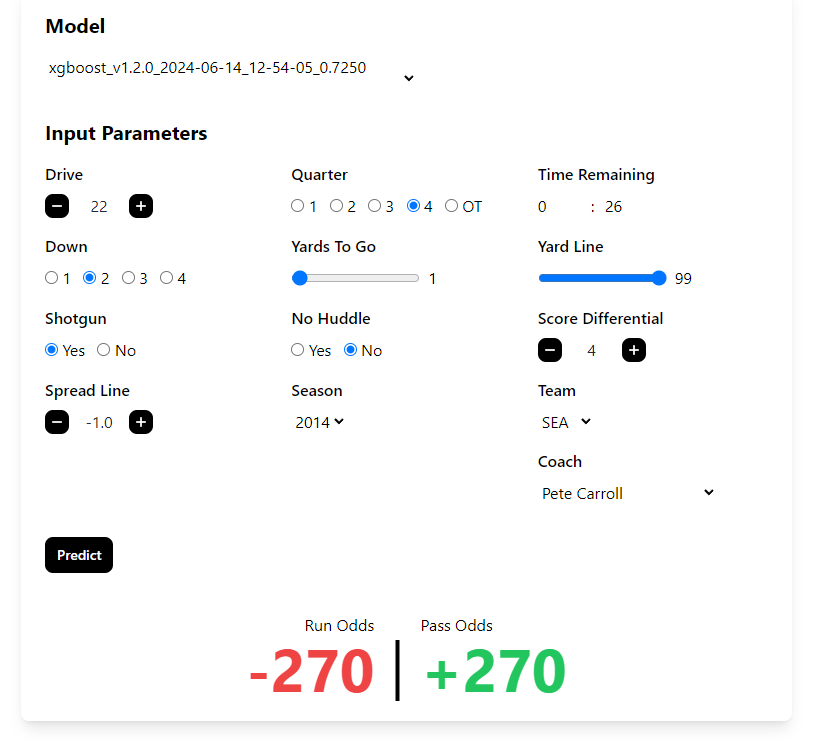 Model
xgboost_v1.2.0_2024-06-14_12-54-05_0.7250
Input Parameters
Drive Quarter Time Remaining
− 22 + 1 2 3 4 OT 0 : 26
Down Yards To Go Yard Line
1 2 3 4 1 99
Shotgun No Huddle Score Differential
Yes No Yes No − 4 +
Spread Line Season Team
− -1.0 + 2014 SEA
Coach
Pete Carroll
Predict
Run Odds Pass Odds
-270 +270